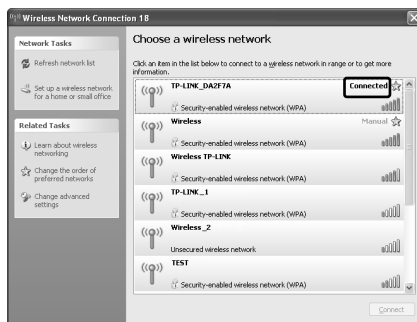 Wireless Network Connection 18
Network Tasks
Refresh network list
Set up a wireless network
for a home or small office
Related Tasks
Learn about wireless
networking
Change the order of
preferred networks
Change advanced
settings
Choose a wireless network
Click an item in the list below to connect to a wireless network in range or to get more
information.
TP-LINK_DA2F7A Connected
Security-enabled wireless network (WPA)
Wireless Manual
Security-enabled wireless network (WPA)
Wireless TP-LINK
Security-enabled wireless network (WPA)
TP-LINK_1
Security-enabled wireless network (WPA)
Wireless_2
Unsecured wireless network
TEST
Security-enabled wireless network (WPA)
Connect